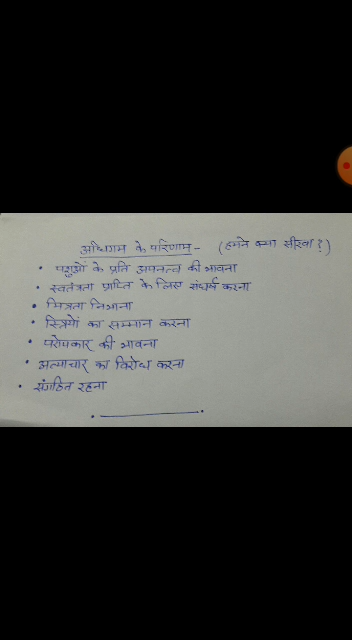 अधिगम के परिणाम - (हमने क्या सीखा?)
• पशुओं के प्रति अपनत्व की भावना
• स्वतंत्रता प्राप्ति के लिए संघर्ष करना
• मित्रता निभाना
• स्त्रियों का सम्मान करना
• परोपकार की भावना
• अत्याचार का विरोध करना
• संगठित रहना